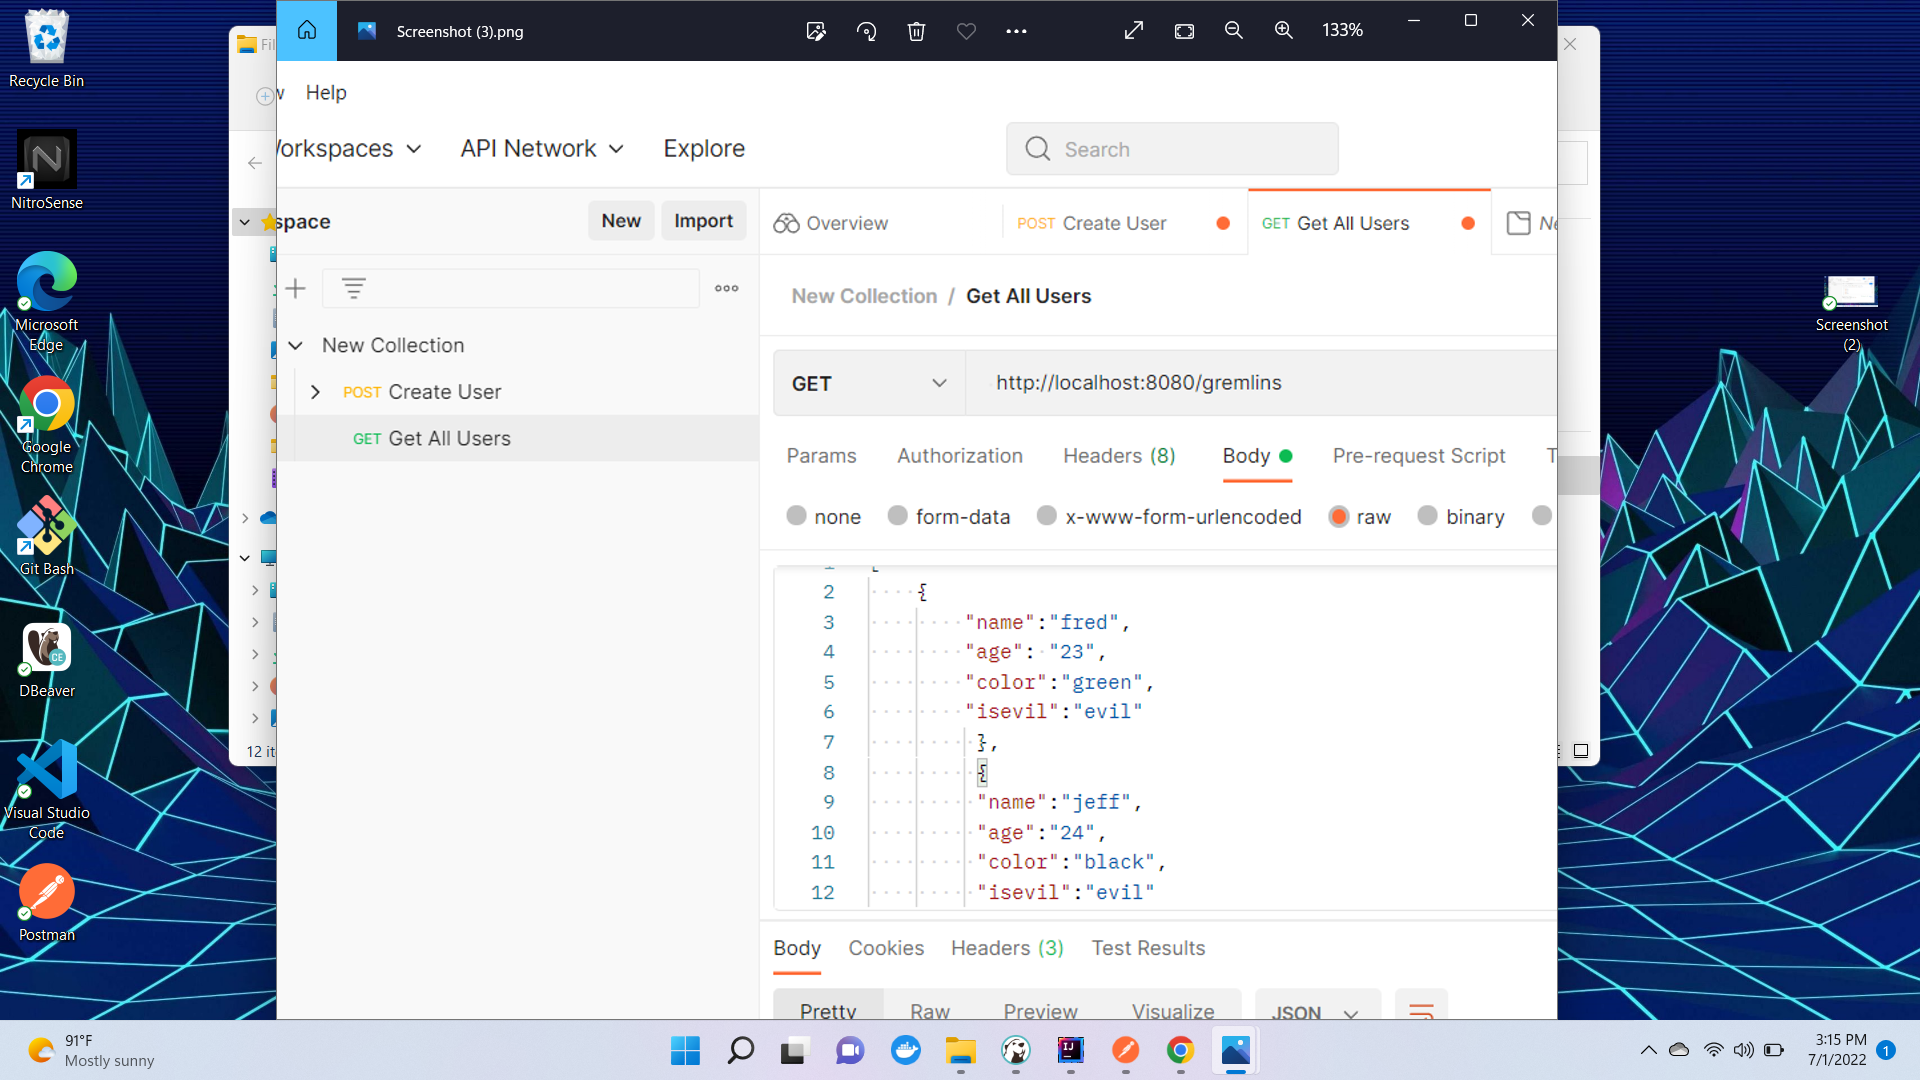 Recycle Bin
NitroSense
Microsoft
Edge
Google
Chrome
Git Bash
DBeaver
CE
Visual Studio
Code
Postman
Fil
12 it
Screenshot (3).png
133%
w Help
Workspaces
API Network
Explore
Search
space
New
Import
Overview
POST Create User
GET Get All Users
Ne
New Collection / Get All Users
New Collection
POST Create User
GET Get All Users
GET
http://localhost:8080/gremlins
Params
Authorization
Headers (8)
Body
Pre-request Script
T
none
form-data
x-www-form-urlencoded
raw
binary
2 {
3 "name":"fred",
4 "age": "23",
5 "color":"green",
6 "isevil":"evil"
7 },
8 {
9 "name":"jeff",
10 "age":"24",
11 "color":"black",
12 "isevil":"evil"
Body
Cookies
Headers (3)
Test Results
Pretty
Raw
Preview
Visualize
JSON
Screenshot
(2)
91°F
Mostly sunny
IJ
3:15 PM
7/1/2022
1